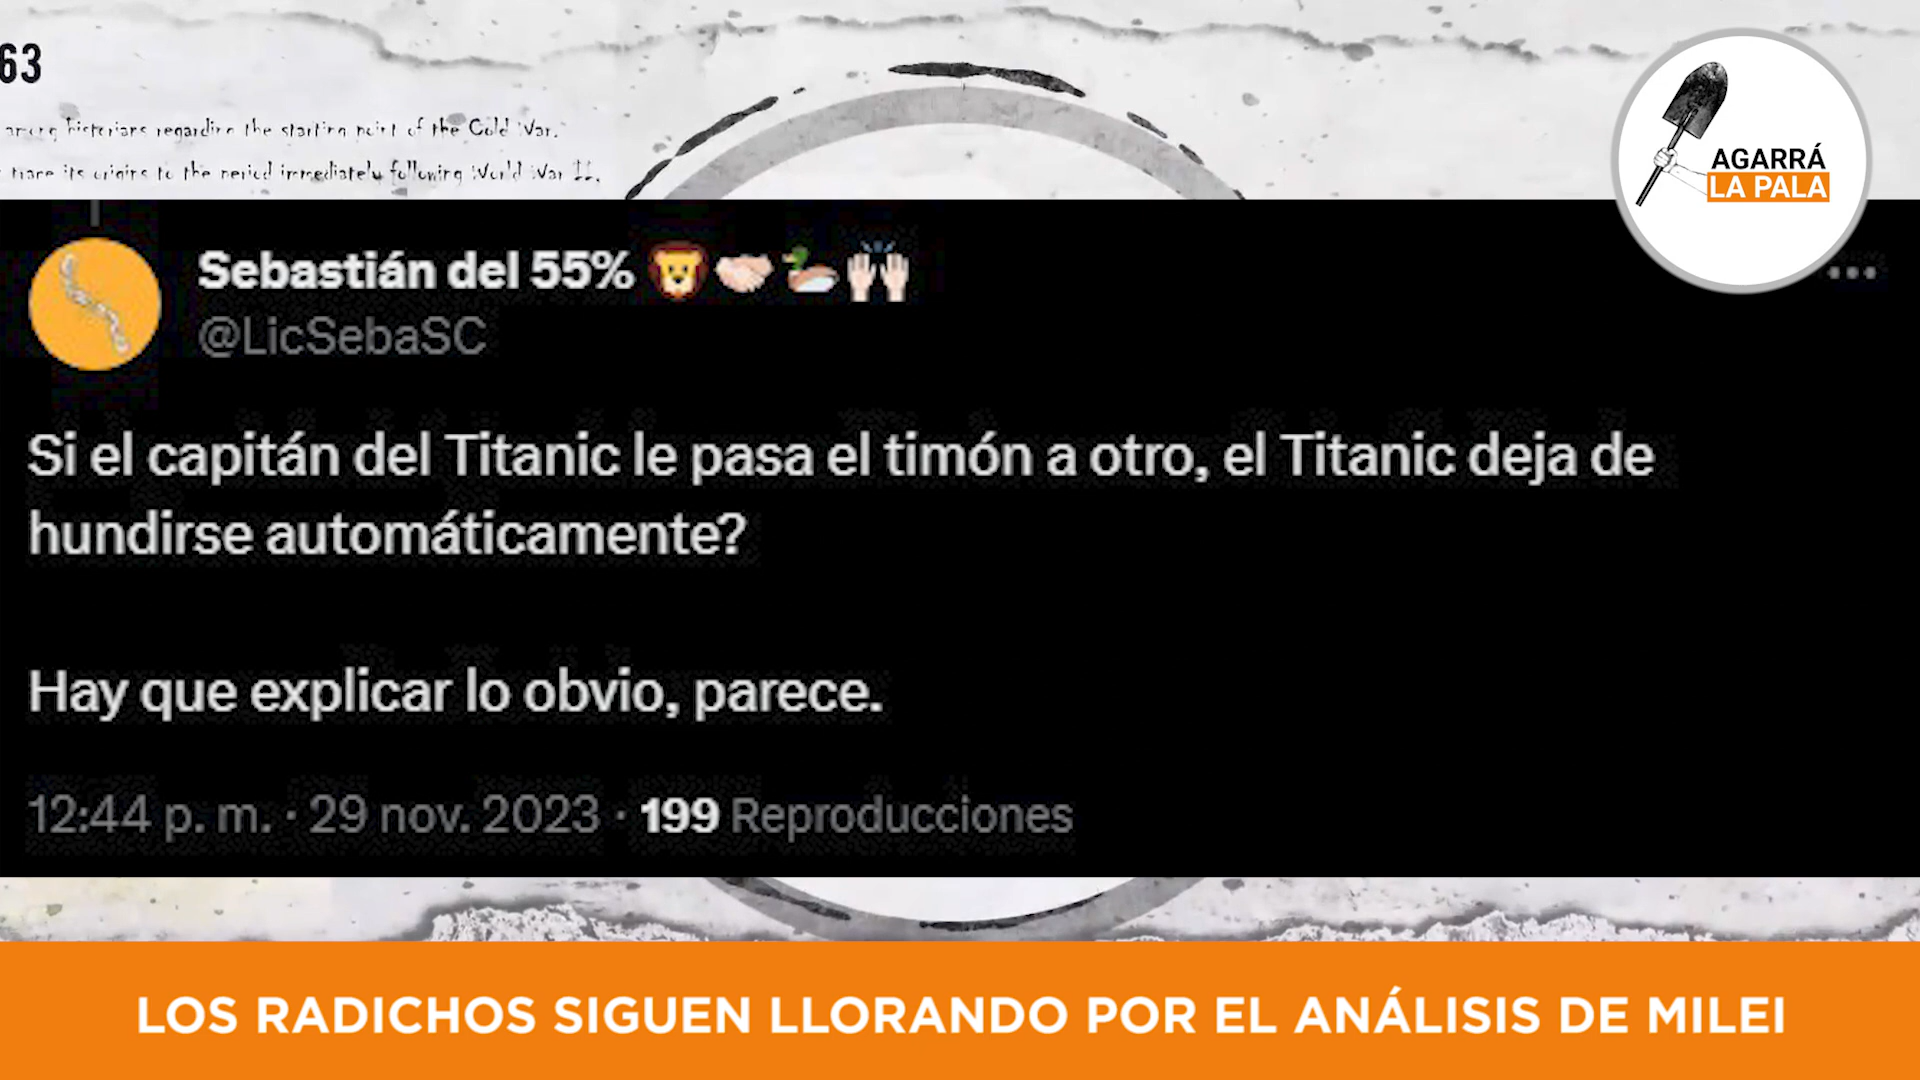 63
among historians regarding the starting point of the Cold War.
trace its origins to the period immediately following World War II.
AGARRÁ
LA PALA
Sebastián del 55% 🦁🤝🏻🦆🙌🏻
@LicSebaSC
Si el capitán del Titanic le pasa el timón a otro, el Titanic deja de
hundirse automáticamente?
Hay que explicar lo obvio, parece.
12:44 p. m. · 29 nov. 2023 · 199 Reproducciones
LOS RADICHOS SIGUEN LLORANDO POR EL ANÁLISIS DE MILEI